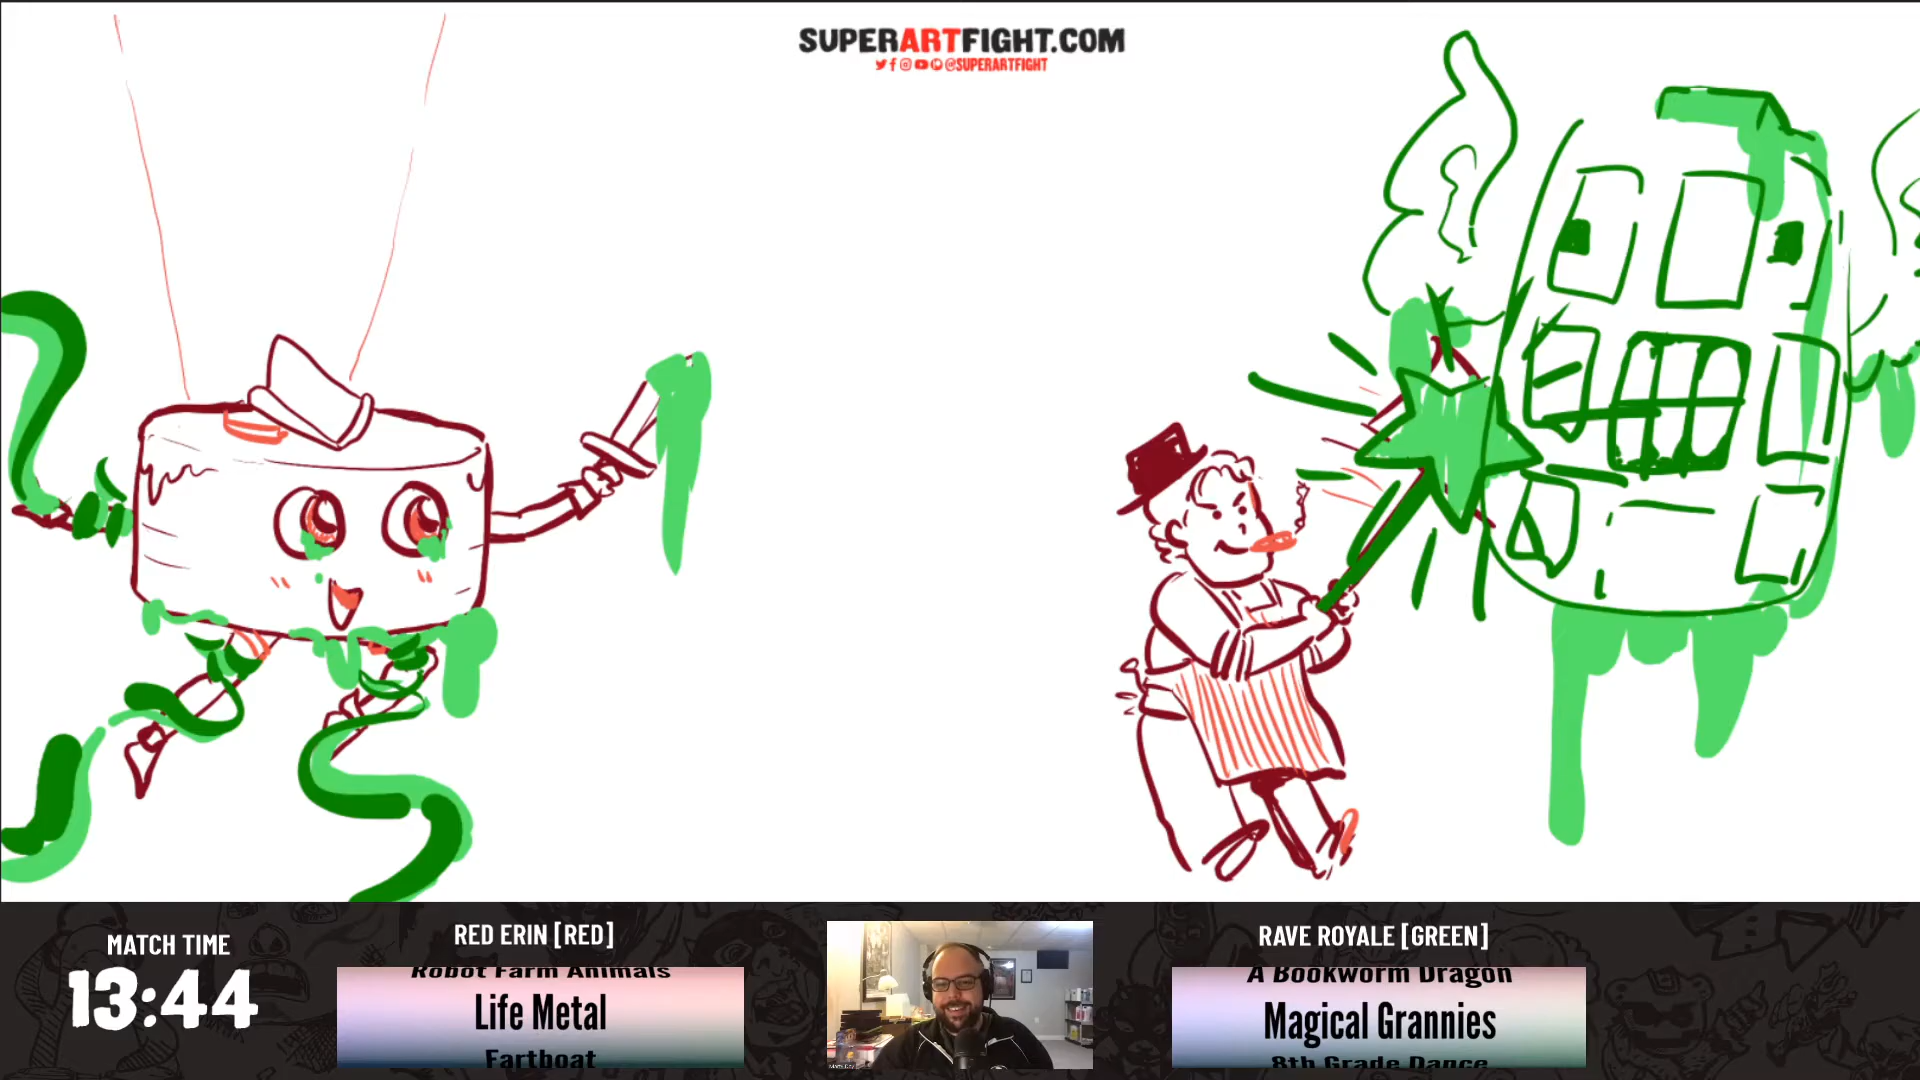 SUPERARTFIGHT.COM
@SUPERARTFIGHT
MATCH TIME
13:44
RED ERIN [RED]
Robot Farm Animals
Life Metal
Fartboat
RAVE ROYALE [GREEN]
A Bookworm Dragon
Magical Grannies
8th Grade Dance